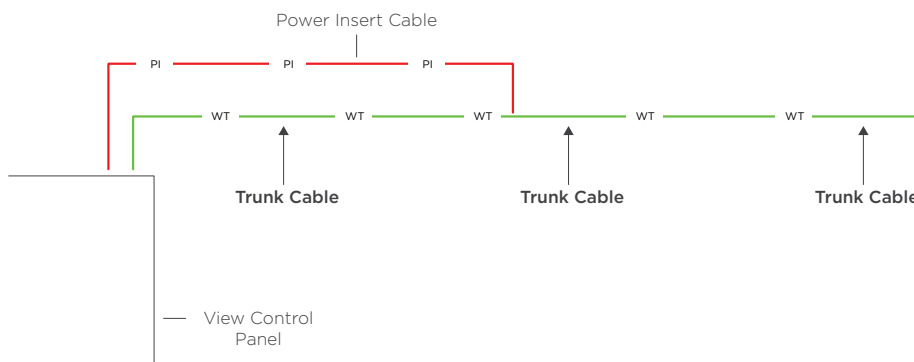 Power Insert Cable
PI PI PI
WT WT WT WT WT
Trunk Cable Trunk Cable Trunk Cable
View Control
Panel